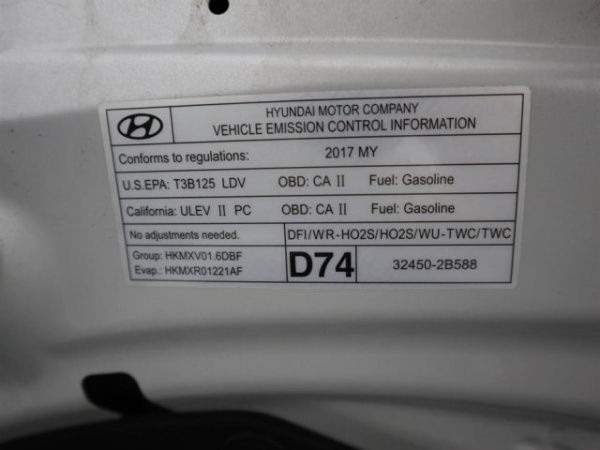 HYUNDAI MOTOR COMPANY
VEHICLE EMISSION CONTROL INFORMATION
Conforms to regulations: 2017 MY
U.S.EPA: T3B125 LDV OBD: CA II Fuel: Gasoline
California: ULEV II PC OBD: CA II Fuel: Gasoline
No adjustments needed. DFI/WR-HO2S/HO2S/WU-TWC/TWC
Group: HKMXV01.6DBF
Evap.: HKMXR01221AF
D74
32450-2B588